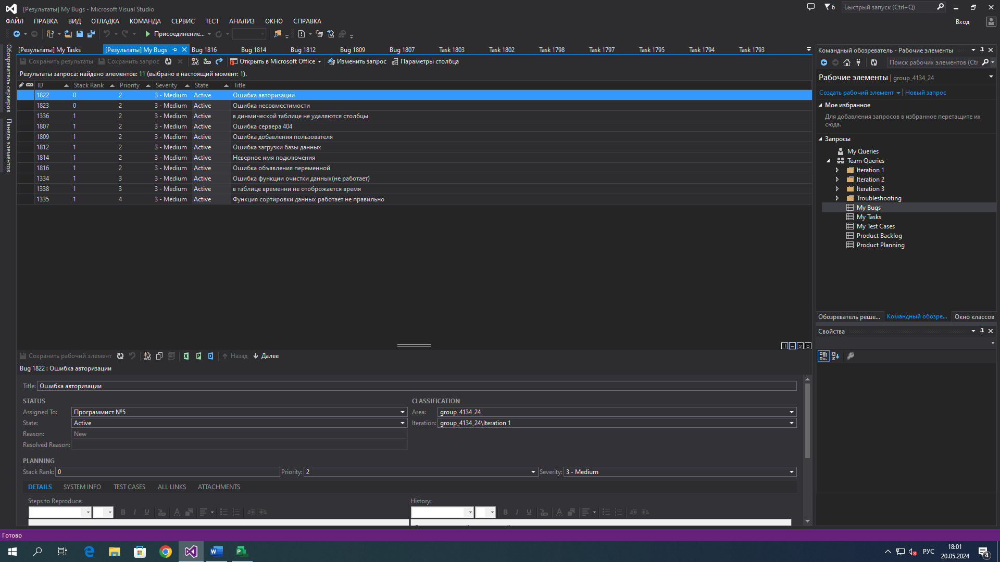 [Результаты] My Bugs - Microsoft Visual Studio
6
Быстрый запуск (Ctrl+Q)
ФАЙЛ ПРАВКА ВИД ОТЛАДКА КОМАНДА СЕРВИС ТЕСТ АНАЛИЗ ОКНО СПРАВКА
Вход
Присоединение...
Обозреватель серверов
Панель элементов
[Результаты] My Tasks [Результаты] My Bugs Bug 1816 Bug 1814 Bug 1812 Bug 1809 Bug 1807 Task 1803 Task 1802 Task 1798 Task 1797 Task 1795 Task 1794 Task 1793
Сохранить результаты Сохранить запрос Открыть в Microsoft Office Изменить запрос Параметры столбца
Результаты запроса: найдено элементов: 11 (выбрано в настоящий момент: 1).
ID Stack Rank Priority Severity State Title
1822 0 2 3 - Medium Active Ошибка авторизации
1823 0 2 3 - Medium Active Ошибка несовместимости
1336 1 2 3 - Medium Active в динмической таблице не удаляются столбцы
1807 1 2 3 - Medium Active Ошибка сервера 404
1809 1 2 3 - Medium Active Ошибка добавления пользователя
1812 1 2 3 - Medium Active Ошибка загрузки базы данных
1814 1 2 3 - Medium Active Неверное имя подключения
1816 1 2 3 - Medium Active Ошибка объявления переменной
1334 1 3 3 - Medium Active Ошибка функции очистки данных(не работает)
1338 1 3 3 - Medium Active в таблице временни не отоброжается время
1335 1 4 3 - Medium Active Функция сортировки данных работает не правильно
Сохранить рабочий элемент Назад Далее
Bug 1822 : Ошибка авторизации
Title: Ошибка авторизации
STATUS
Assigned To: Программист №5
State: Active
Reason: New
Resolved Reason:
CLASSIFICATION
Area: group_4134_24
Iteration: group_4134_24\Iteration 1
PLANNING
Stack Rank: 0 Priority: 2 Severity: 3 - Medium
DETAILS SYSTEM INFO TEST CASES ALL LINKS ATTACHMENTS
Steps to Reproduce:
B I U
History:
B I U
Командный обозреватель - Рабочие элементы
Поиск рабочих элементов (Ctr
Рабочие элементы | group_4134_24
Создать рабочий элемент | Новый запрос
Мое избранное
Для добавления запросов в избранное перетащите их
сюда.
Запросы
My Queries
Team Queries
Iteration 1
Iteration 2
Iteration 3
Troubleshooting
My Bugs
My Tasks
My Test Cases
Product Backlog
Product Planning
Обозреватель реше... Командный обозре... Окно классов
Свойства
Готово
РУС
18:01
20.05.2024
4